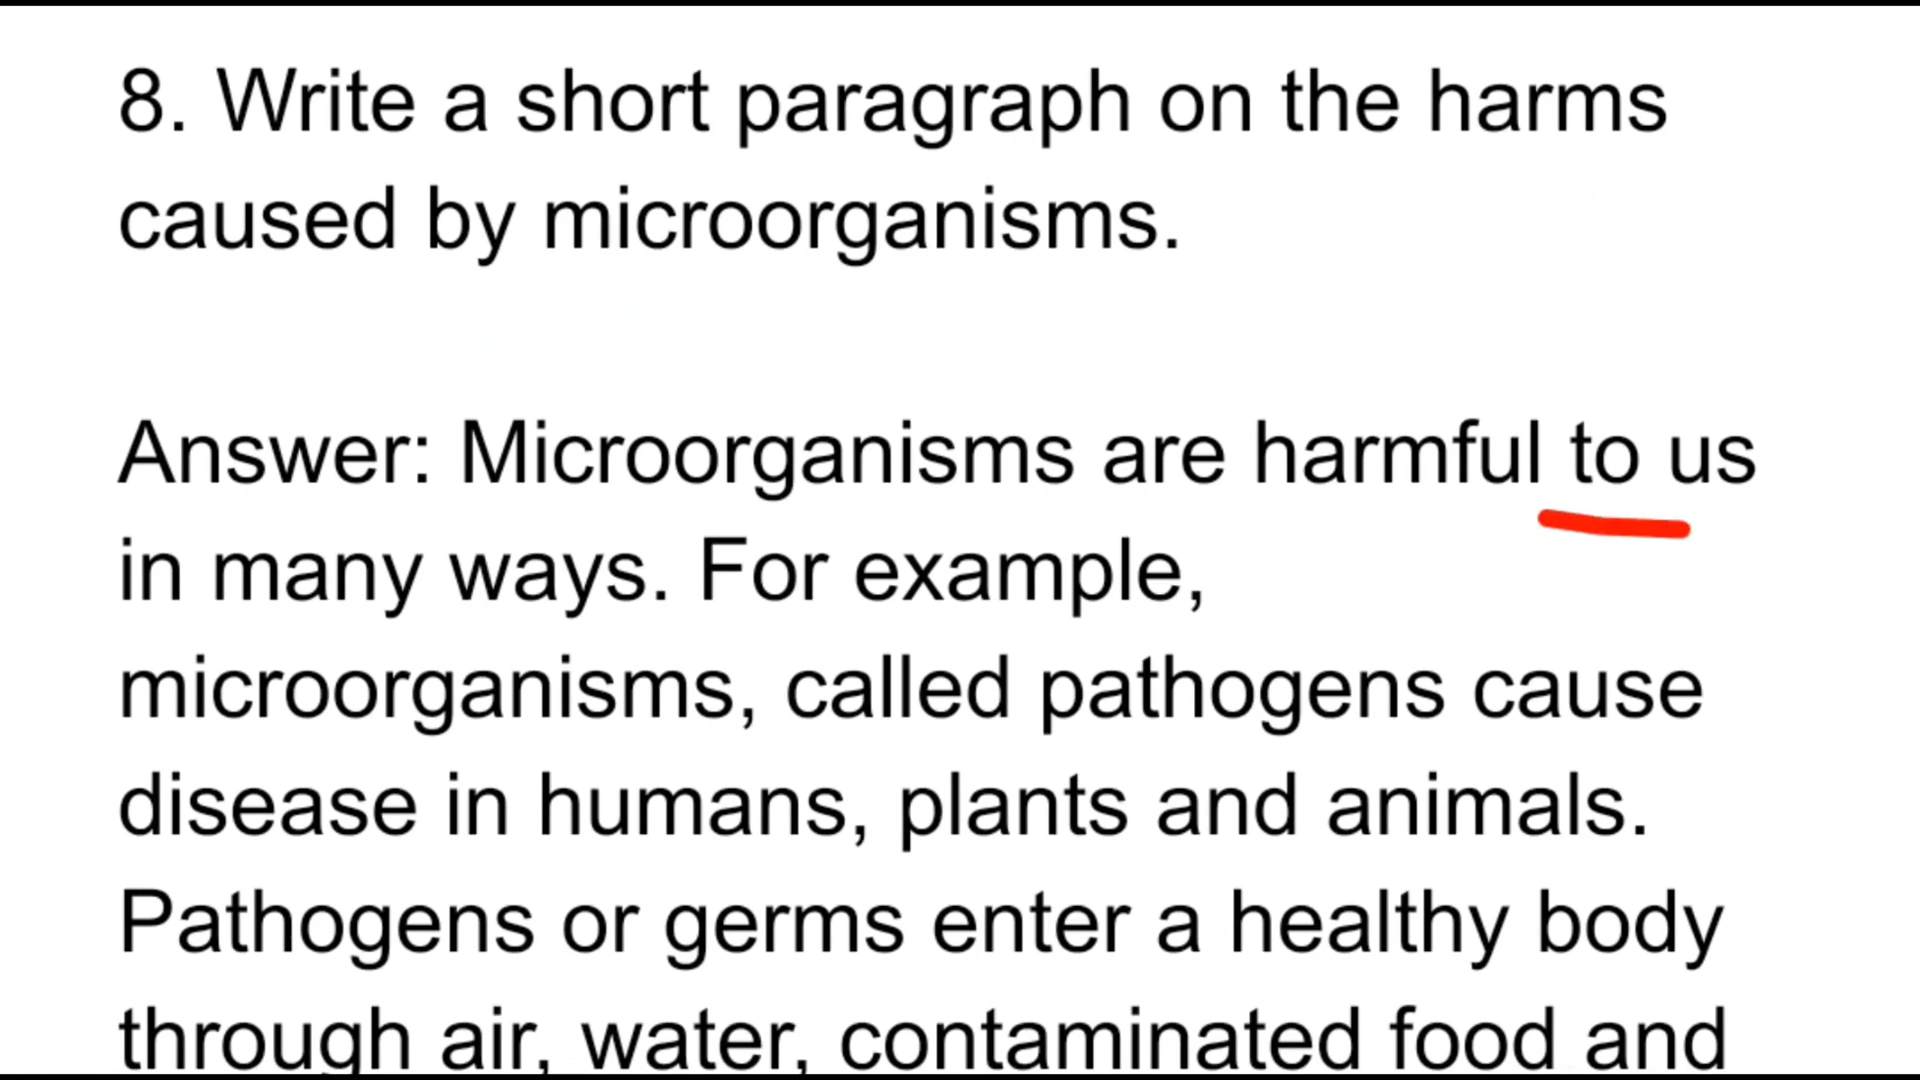 8. Write a short paragraph on the harms
caused by microorganisms.
Answer: Microorganisms are harmful to us
in many ways. For example,
microorganisms, called pathogens cause
disease in humans, plants and animals.
Pathogens or germs enter a healthy body
through air, water, contaminated food and